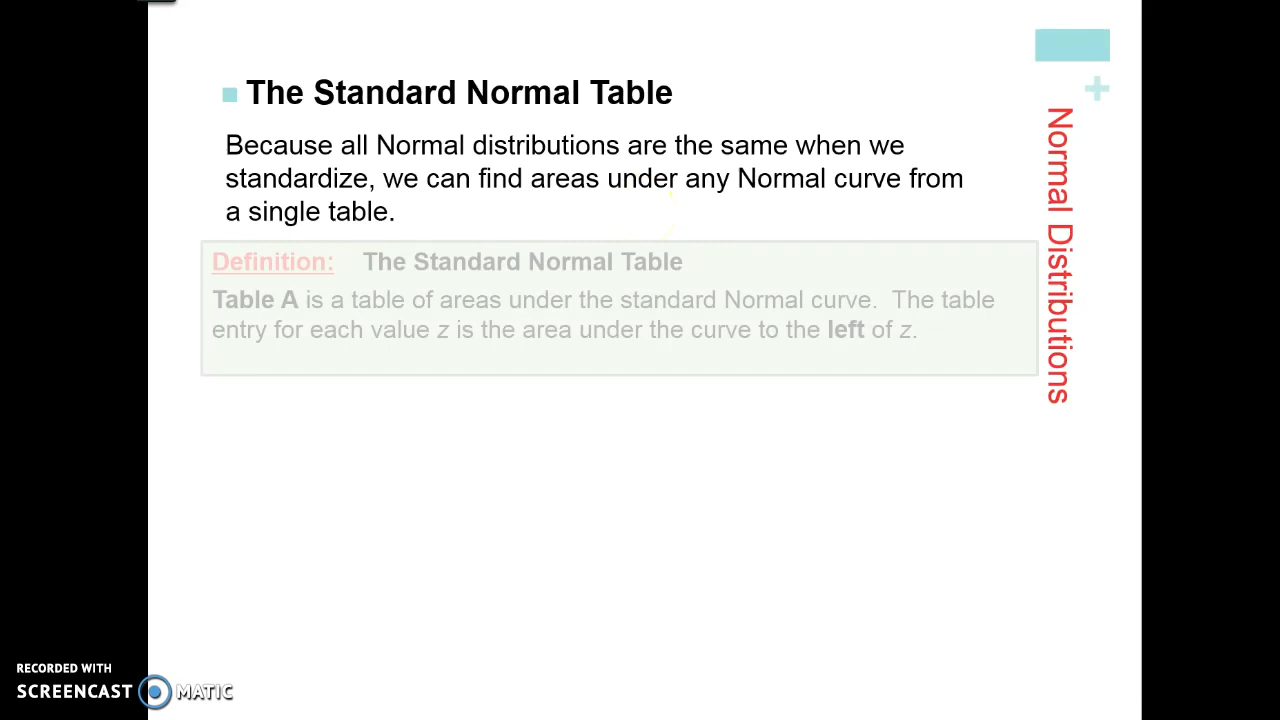 The Standard Normal Table
Because all Normal distributions are the same when we
standardize, we can find areas under any Normal curve from
a single table.
Definition: The Standard Normal Table
Table A is a table of areas under the standard Normal curve. The table
entry for each value z is the area under the curve to the left of z.
+
Normal Distributions
RECORDED WITH
SCREENCAST MATIC